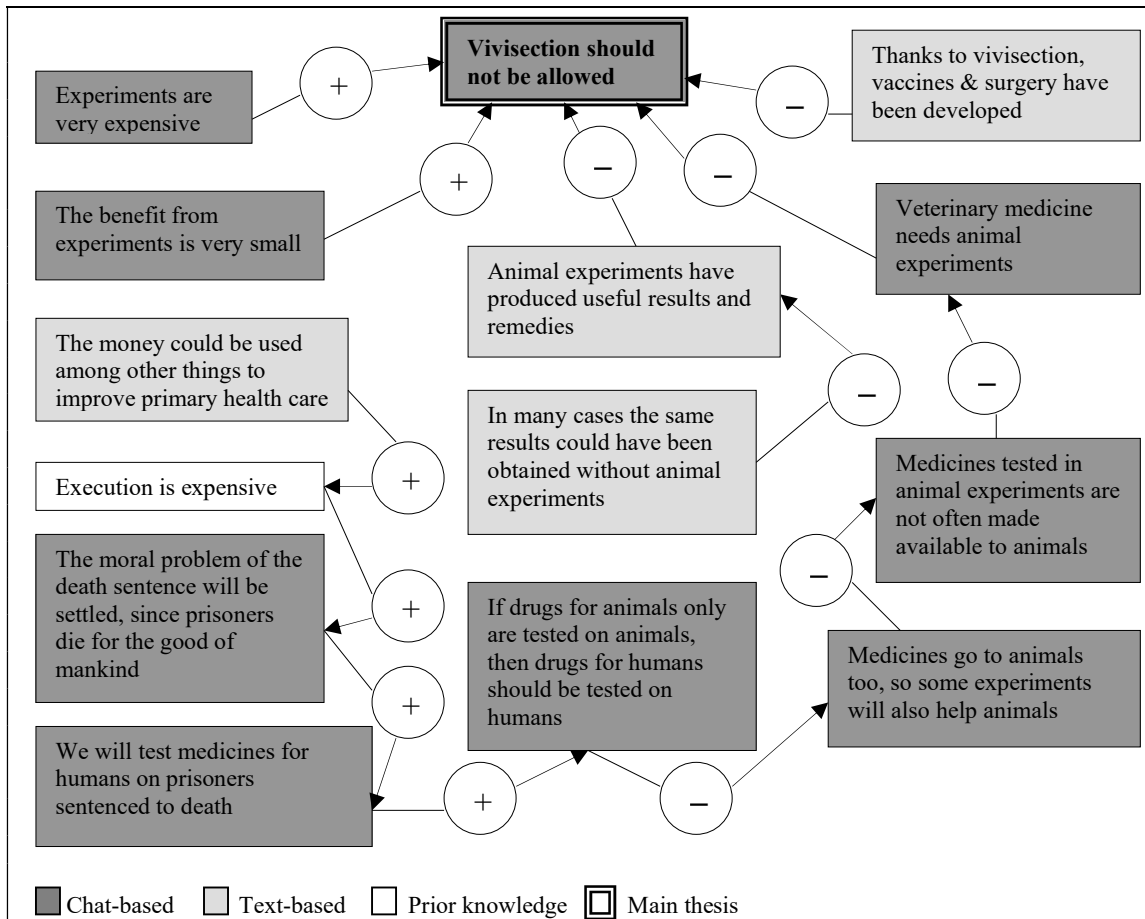 Vivisection should
not be allowed
Thanks to vivisection,
vaccines & surgery have
been developed
Experiments are
very expensive
+
–
–
–
+
The benefit from
experiments is very small
Veterinary medicine
needs animal
experiments
Animal experiments have
produced useful results and
remedies
The money could be used
among other things to
improve primary health care
–
–
In many cases the same
results could have been
obtained without animal
experiments
+
Execution is expensive
Medicines tested in
animal experiments are
not often made
available to animals
The moral problem of the
death sentence will be
settled, since prisoners
die for the good of
mankind
+
–
If drugs for animals only
are tested on animals,
then drugs for humans
should be tested on
humans
Medicines go to animals
too, so some experiments
will also help animals
+
We will test medicines for
humans on prisoners
sentenced to death
+
–
Chat-based Text-based Prior knowledge Main thesis